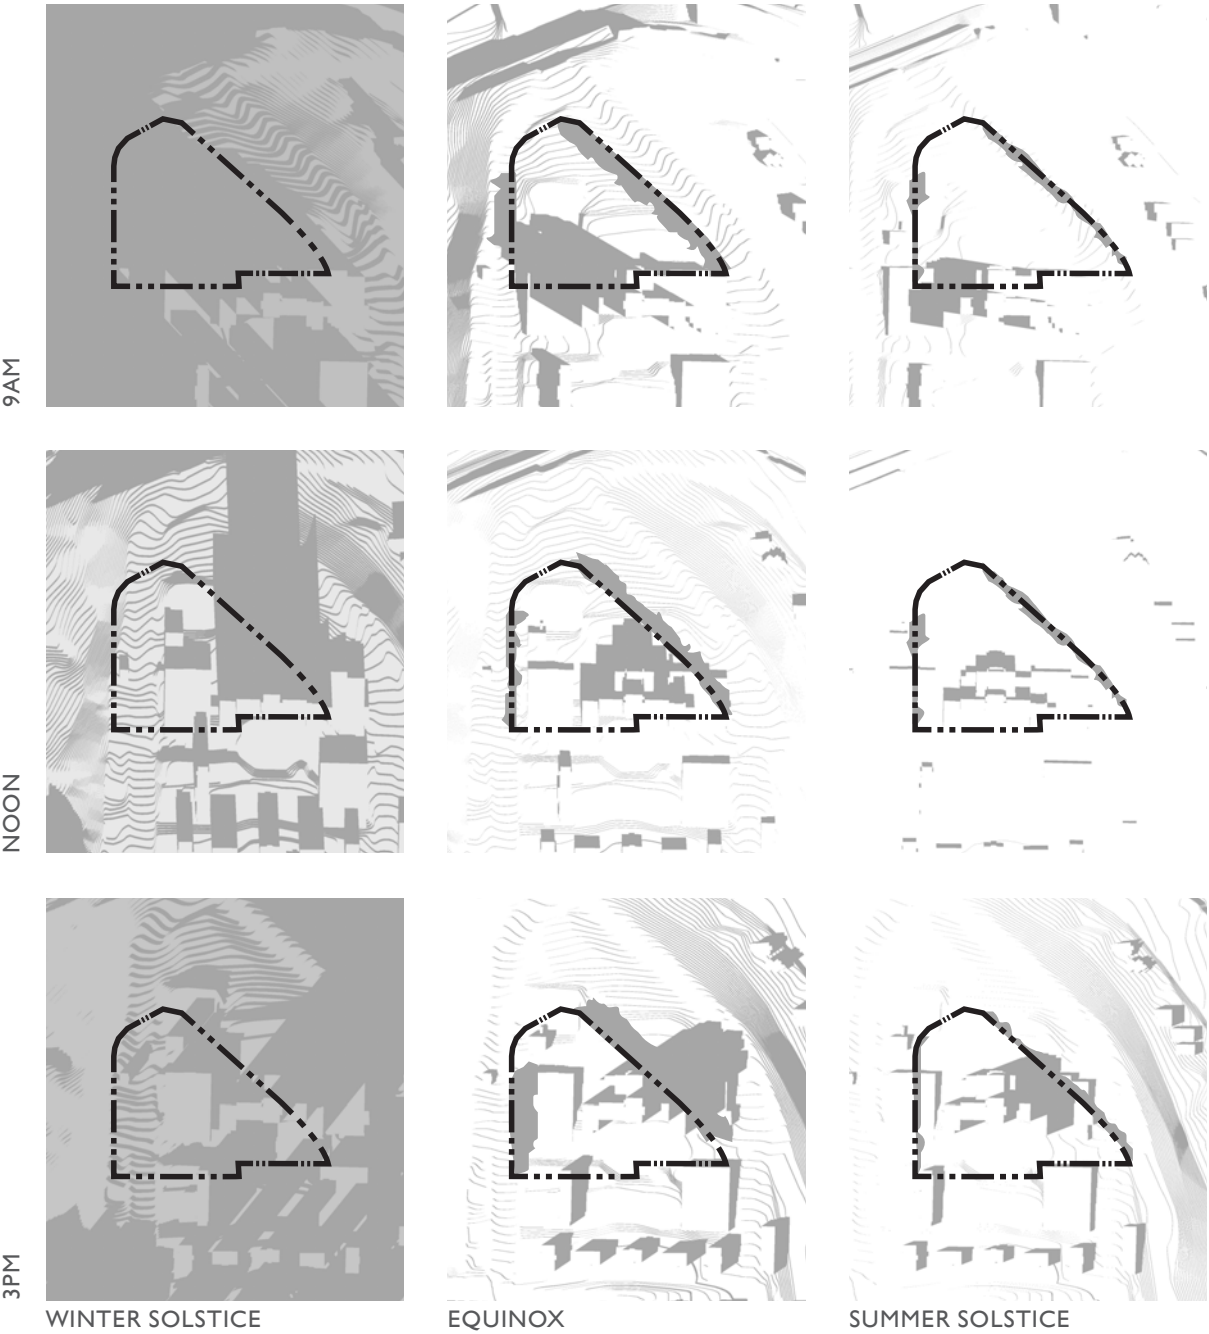 9AM
NOON
3PM
WINTER SOLSTICE
EQUINOX
SUMMER SOLSTICE